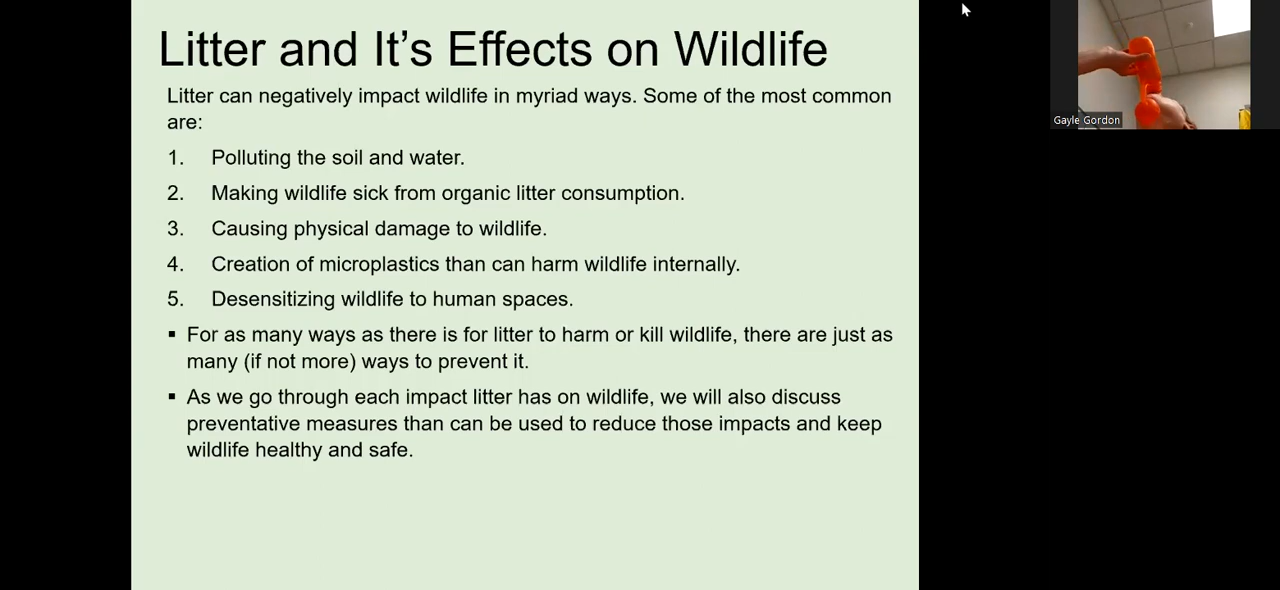 Litter and It’s Effects on Wildlife
Litter can negatively impact wildlife in myriad ways. Some of the most common
are:
1. Polluting the soil and water.
2. Making wildlife sick from organic litter consumption.
3. Causing physical damage to wildlife.
4. Creation of microplastics than can harm wildlife internally.
5. Desensitizing wildlife to human spaces.
▪ For as many ways as there is for litter to harm or kill wildlife, there are just as
many (if not more) ways to prevent it.
▪ As we go through each impact litter has on wildlife, we will also discuss
preventative measures than can be used to reduce those impacts and keep
wildlife healthy and safe.
Gayle Gordon